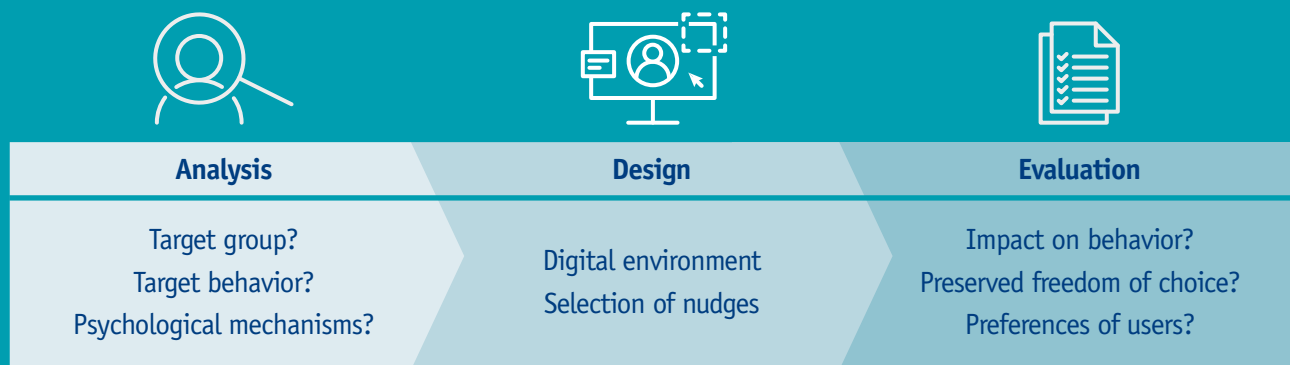 Analysis
Target group?
Target behavior?
Psychological mechanisms?
Design
Digital environment
Selection of nudges
Evaluation
Impact on behavior?
Preserved freedom of choice?
Preferences of users?